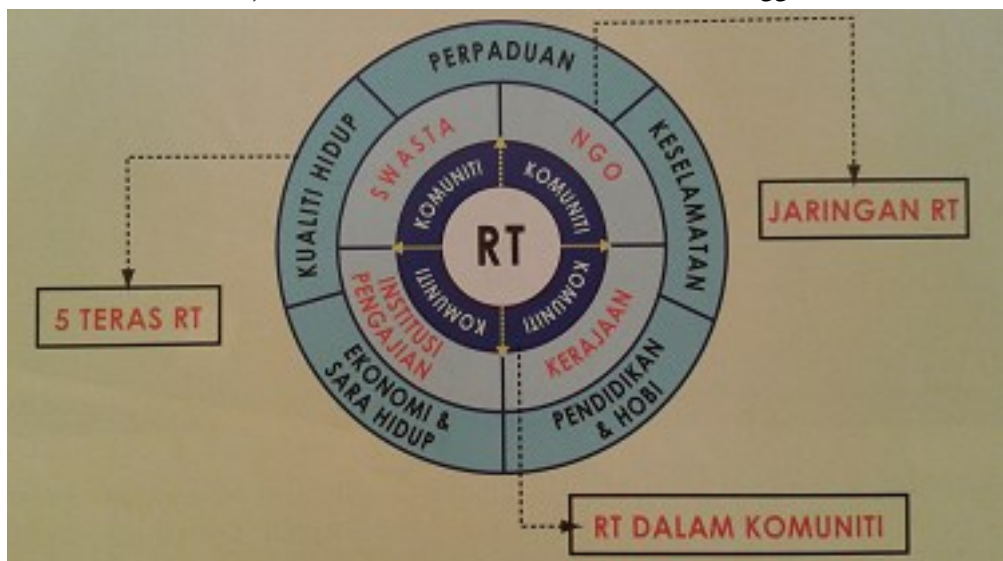 PERPADUAN
KESELAMATAN
PENDIDIKAN
& HOBI
EKONOMI &
SARA HIDUP
KUALITI HIDUP
SWASTA
NGO
KERAJAAN
INSTITUSI
PENGAJIAN
KOMUNITI
KOMUNITI
KOMUNITI
KOMUNITI
RT
JARINGAN RT
5 TERAS RT
RT DALAM KOMUNITI